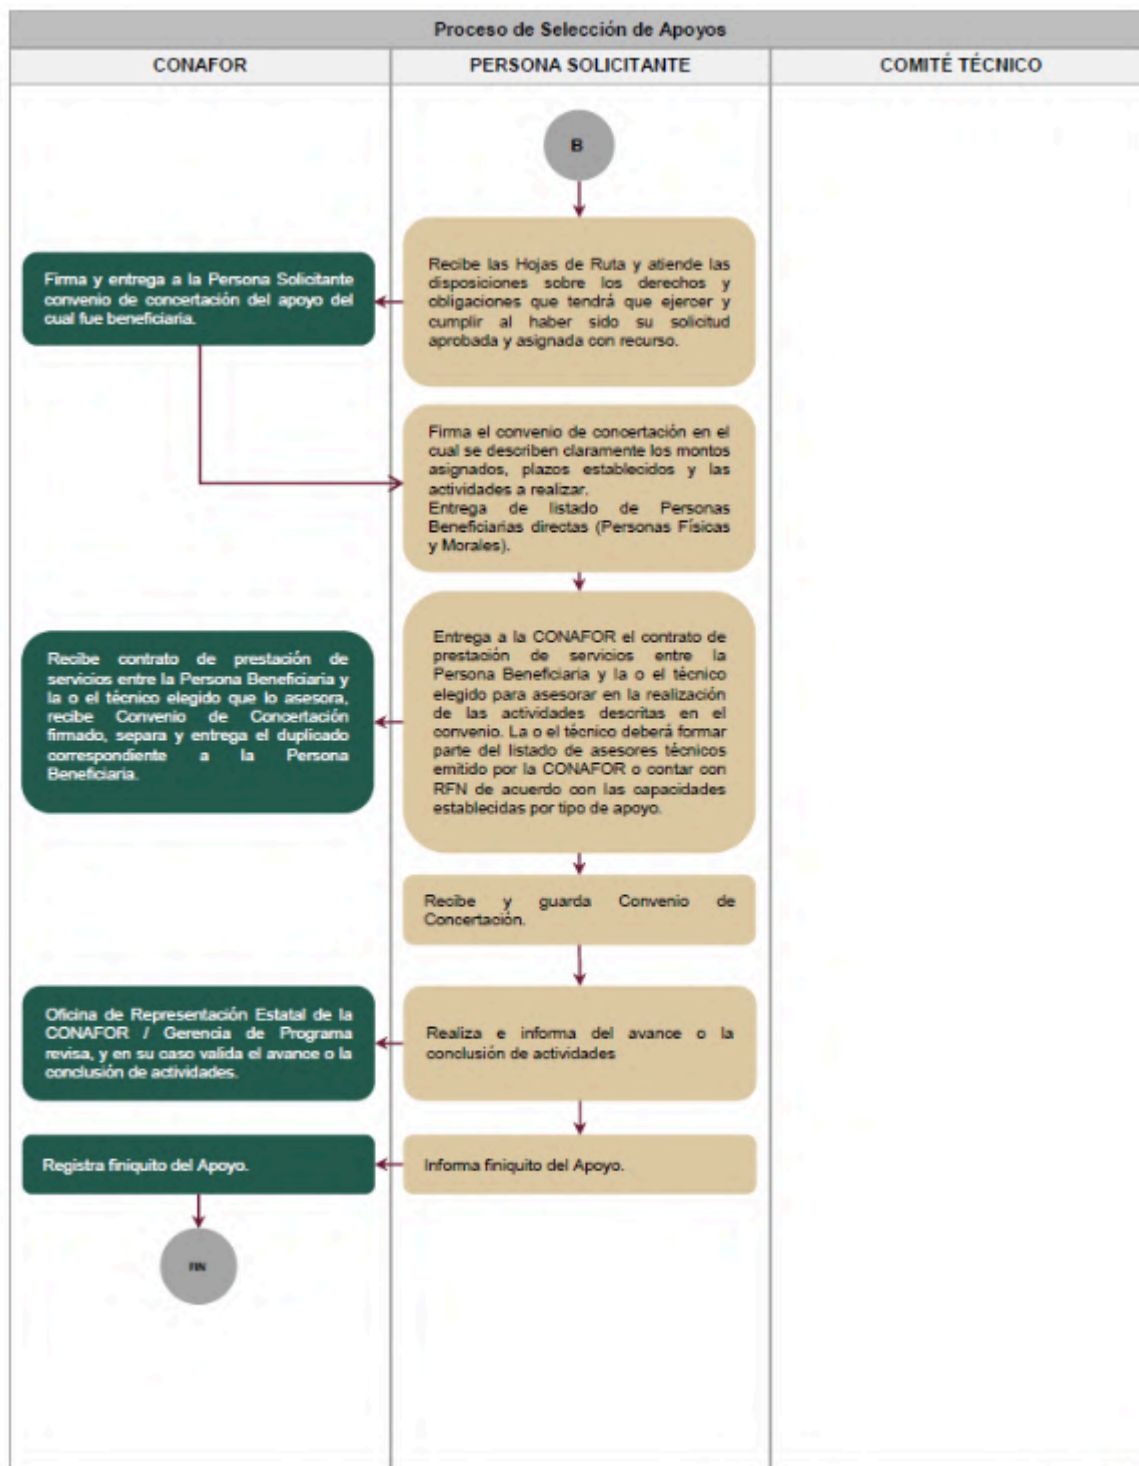 Proceso de Selección de Apoyos
CONAFOR
PERSONA SOLICITANTE
COMITÉ TÉCNICO
B
Recibe las Hojas de Ruta y atiende las
disposiciones sobre los derechos y
obligaciones que tendrá que ejercer y
cumplir al haber sido su solicitud
aprobada y asignada con recurso.
Firma y entrega a la Persona Solicitante
convenio de concertación del apoyo del
cual fue beneficiaria.
Firma el convenio de concertación en el
cual se describen claramente los montos
asignados, plazos establecidos y las
actividades a realizar.
Entrega de listado de Personas
Beneficiarias directas (Personas Físicas
y Morales).
Entrega a la CONAFOR el contrato de
prestación de servicios entre la
Persona Beneficiaria y la o el técnico
elegido para asesorar en la realización
de las actividades descritas en el
convenio. La o el técnico deberá formar
parte del listado de asesores técnicos
emitido por la CONAFOR o contar con
RFN de acuerdo con las capacidades
establecidas por tipo de apoyo.
Recibe contrato de prestación de
servicios entre la Persona Beneficiaria y
la o el técnico elegido que lo asesora,
recibe Convenio de Concertación
firmado, separa y entrega el duplicado
correspondiente a la Persona
Beneficiaria.
Recibe y guarda Convenio de
Concertación.
Realiza e informa del avance o la
conclusión de actividades
Oficina de Representación Estatal de la
CONAFOR / Gerencia de Programa
revisa, y en su caso valida el avance o la
conclusión de actividades.
Informa finiquito del Apoyo.
Registra finiquito del Apoyo.
FIN